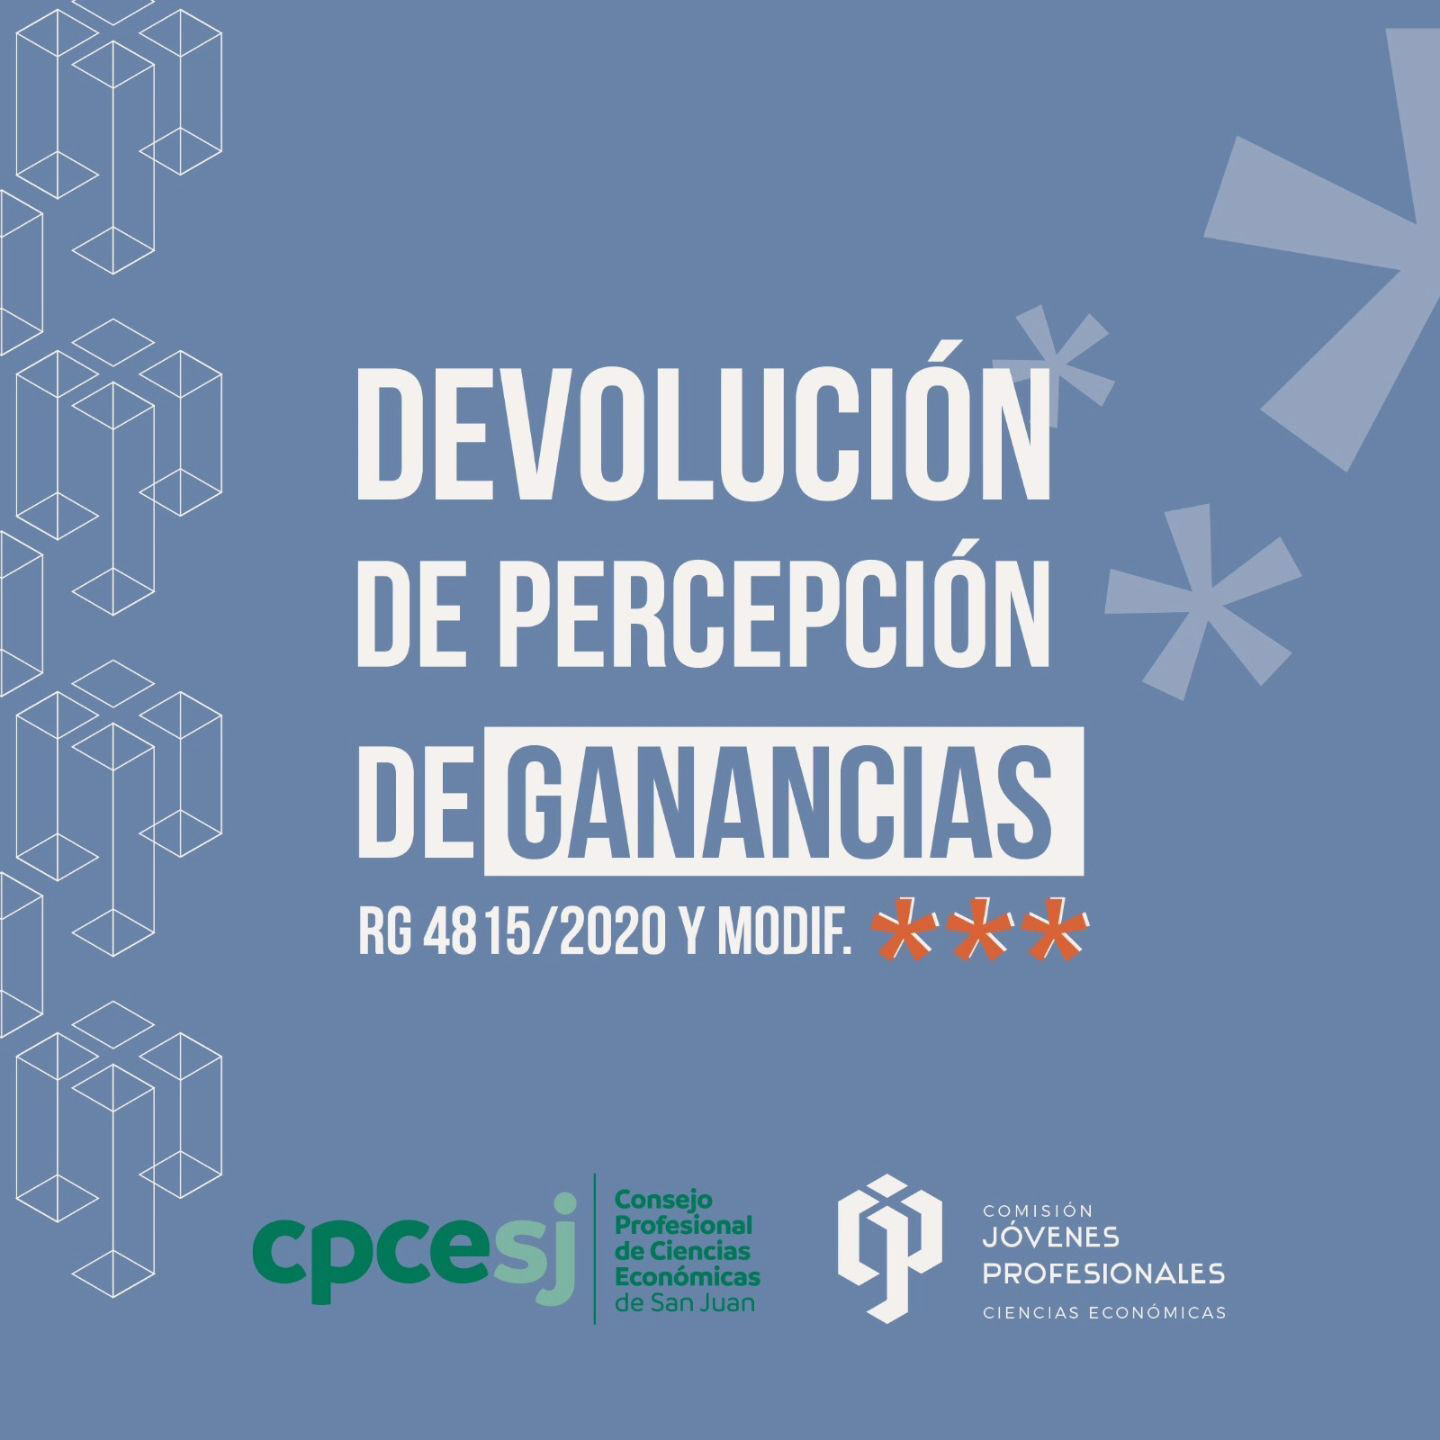 DEVOLUCIÓN
DE PERCEPCIÓN
DE GANANCIAS
RG 4815/2020 Y MODIF. ***
cpcesj
Consejo
Profesional
de Ciencias
Económicas
de San Juan
COMISIÓN
JÓVENES
PROFESIONALES
CIENCIAS ECONÓMICAS